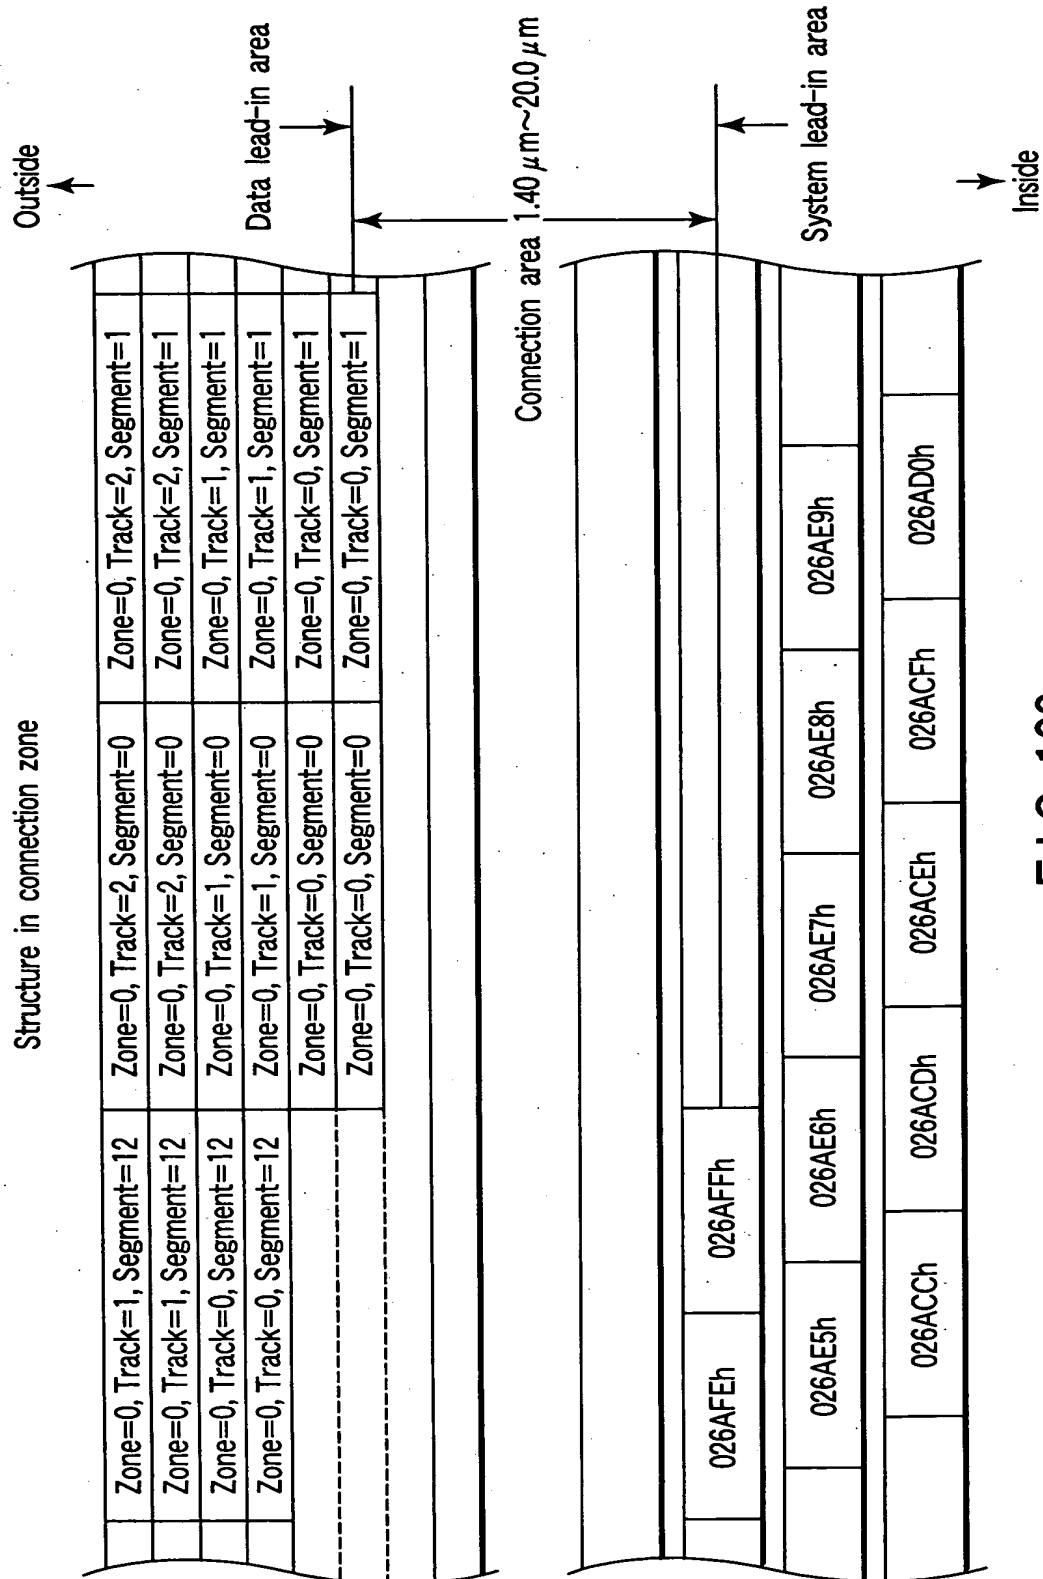 Structure in connection zone
Outside
Zone=0, Track=1, Segment=12 Zone=0, Track=2, Segment=0 Zone=0, Track=2, Segment=1
Zone=0, Track=1, Segment=12 Zone=0, Track=2, Segment=0 Zone=0, Track=2, Segment=1
Zone=0, Track=0, Segment=12 Zone=0, Track=1, Segment=0 Zone=0, Track=1, Segment=1
Zone=0, Track=0, Segment=12 Zone=0, Track=1, Segment=0 Zone=0, Track=1, Segment=1
Zone=0, Track=0, Segment=0 Zone=0, Track=0, Segment=1
Zone=0, Track=0, Segment=0 Zone=0, Track=0, Segment=1
Data lead-in area
Connection area 1.40 μm~20.0 μm
026AFEh 026AFFh
026AE5h 026AE6h 026AE7h 026AE8h 026AE9h
System lead-in area
026ACCh 026ACDh 026ACEh 026ACFh 026AD0h
Inside